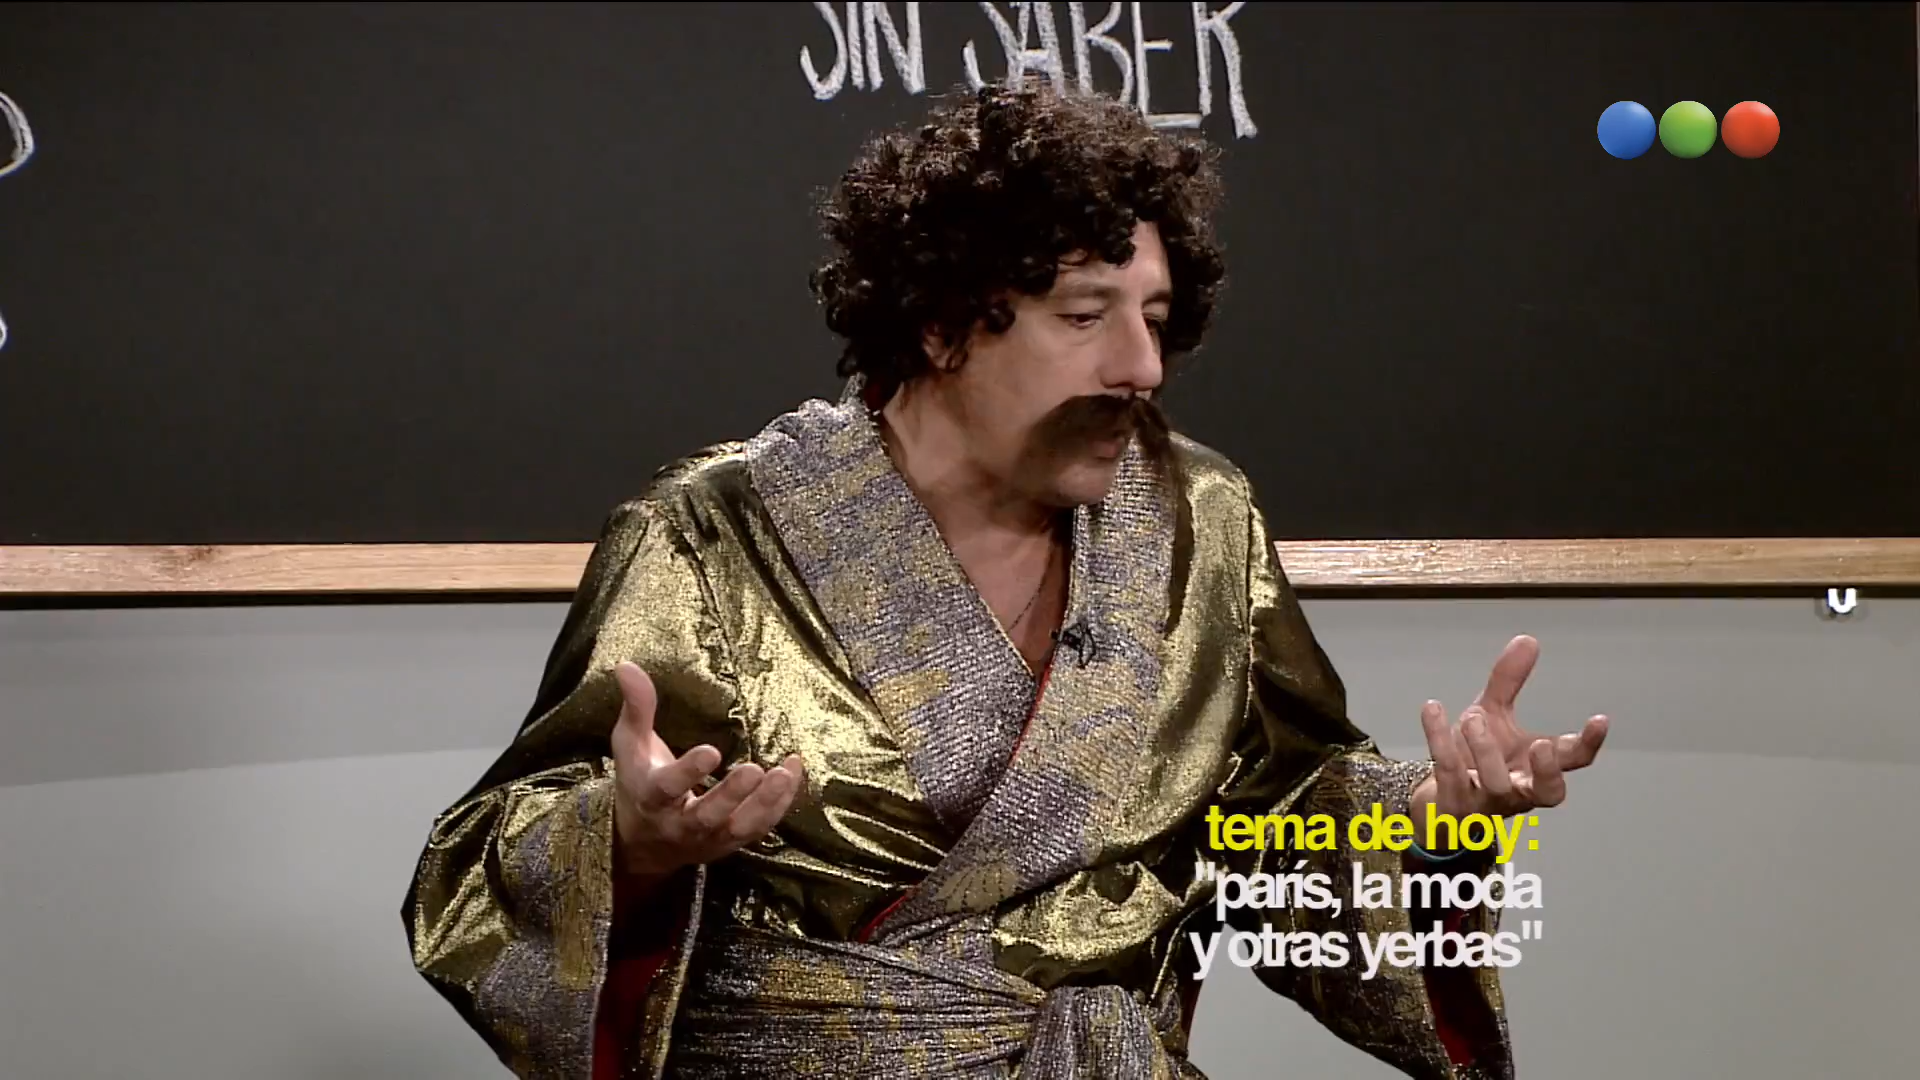 SIN SABER
tema de hoy:
"parís, la moda
y otras yerbas"